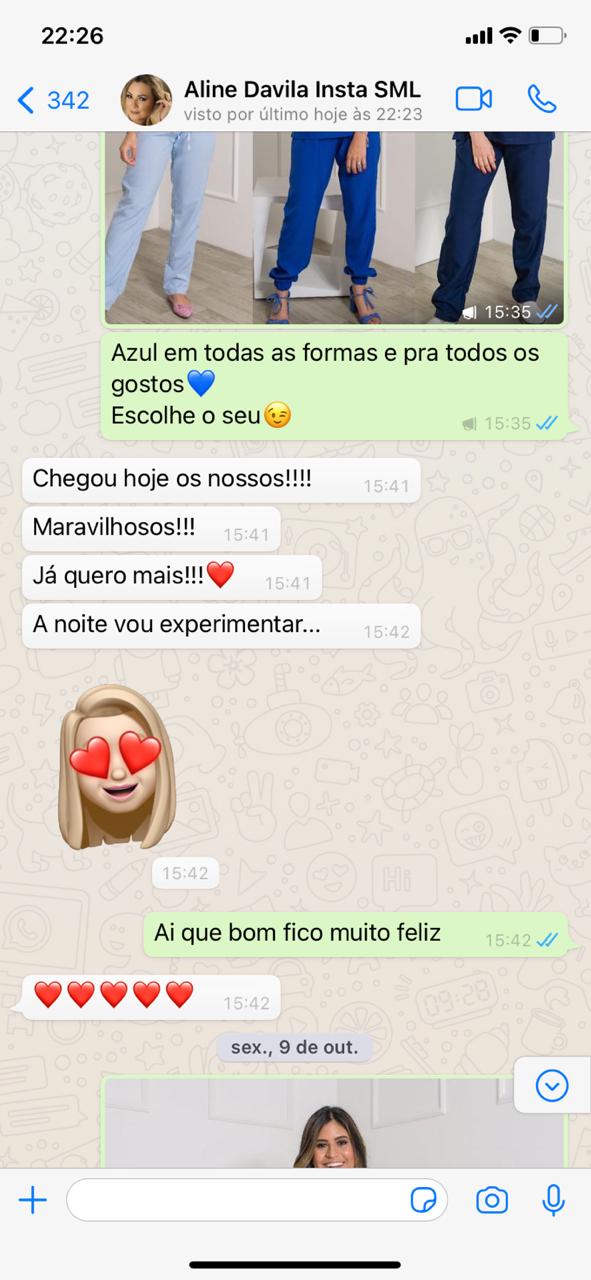 22:26
342
Aline Davila Insta SML
visto por último hoje às 22:23
15:35
Azul em todas as formas e pra todos os
gostos💙
Escolhe o seu😉
15:35
Chegou hoje os nossos!!!!
15:41
Maravilhosos!!!
15:41
Já quero mais!!!❤️
15:41
A noite vou experimentar...
15:42
15:42
Ai que bom fico muito feliz
15:42
❤️❤️❤️❤️❤️
15:42
sex., 9 de out.